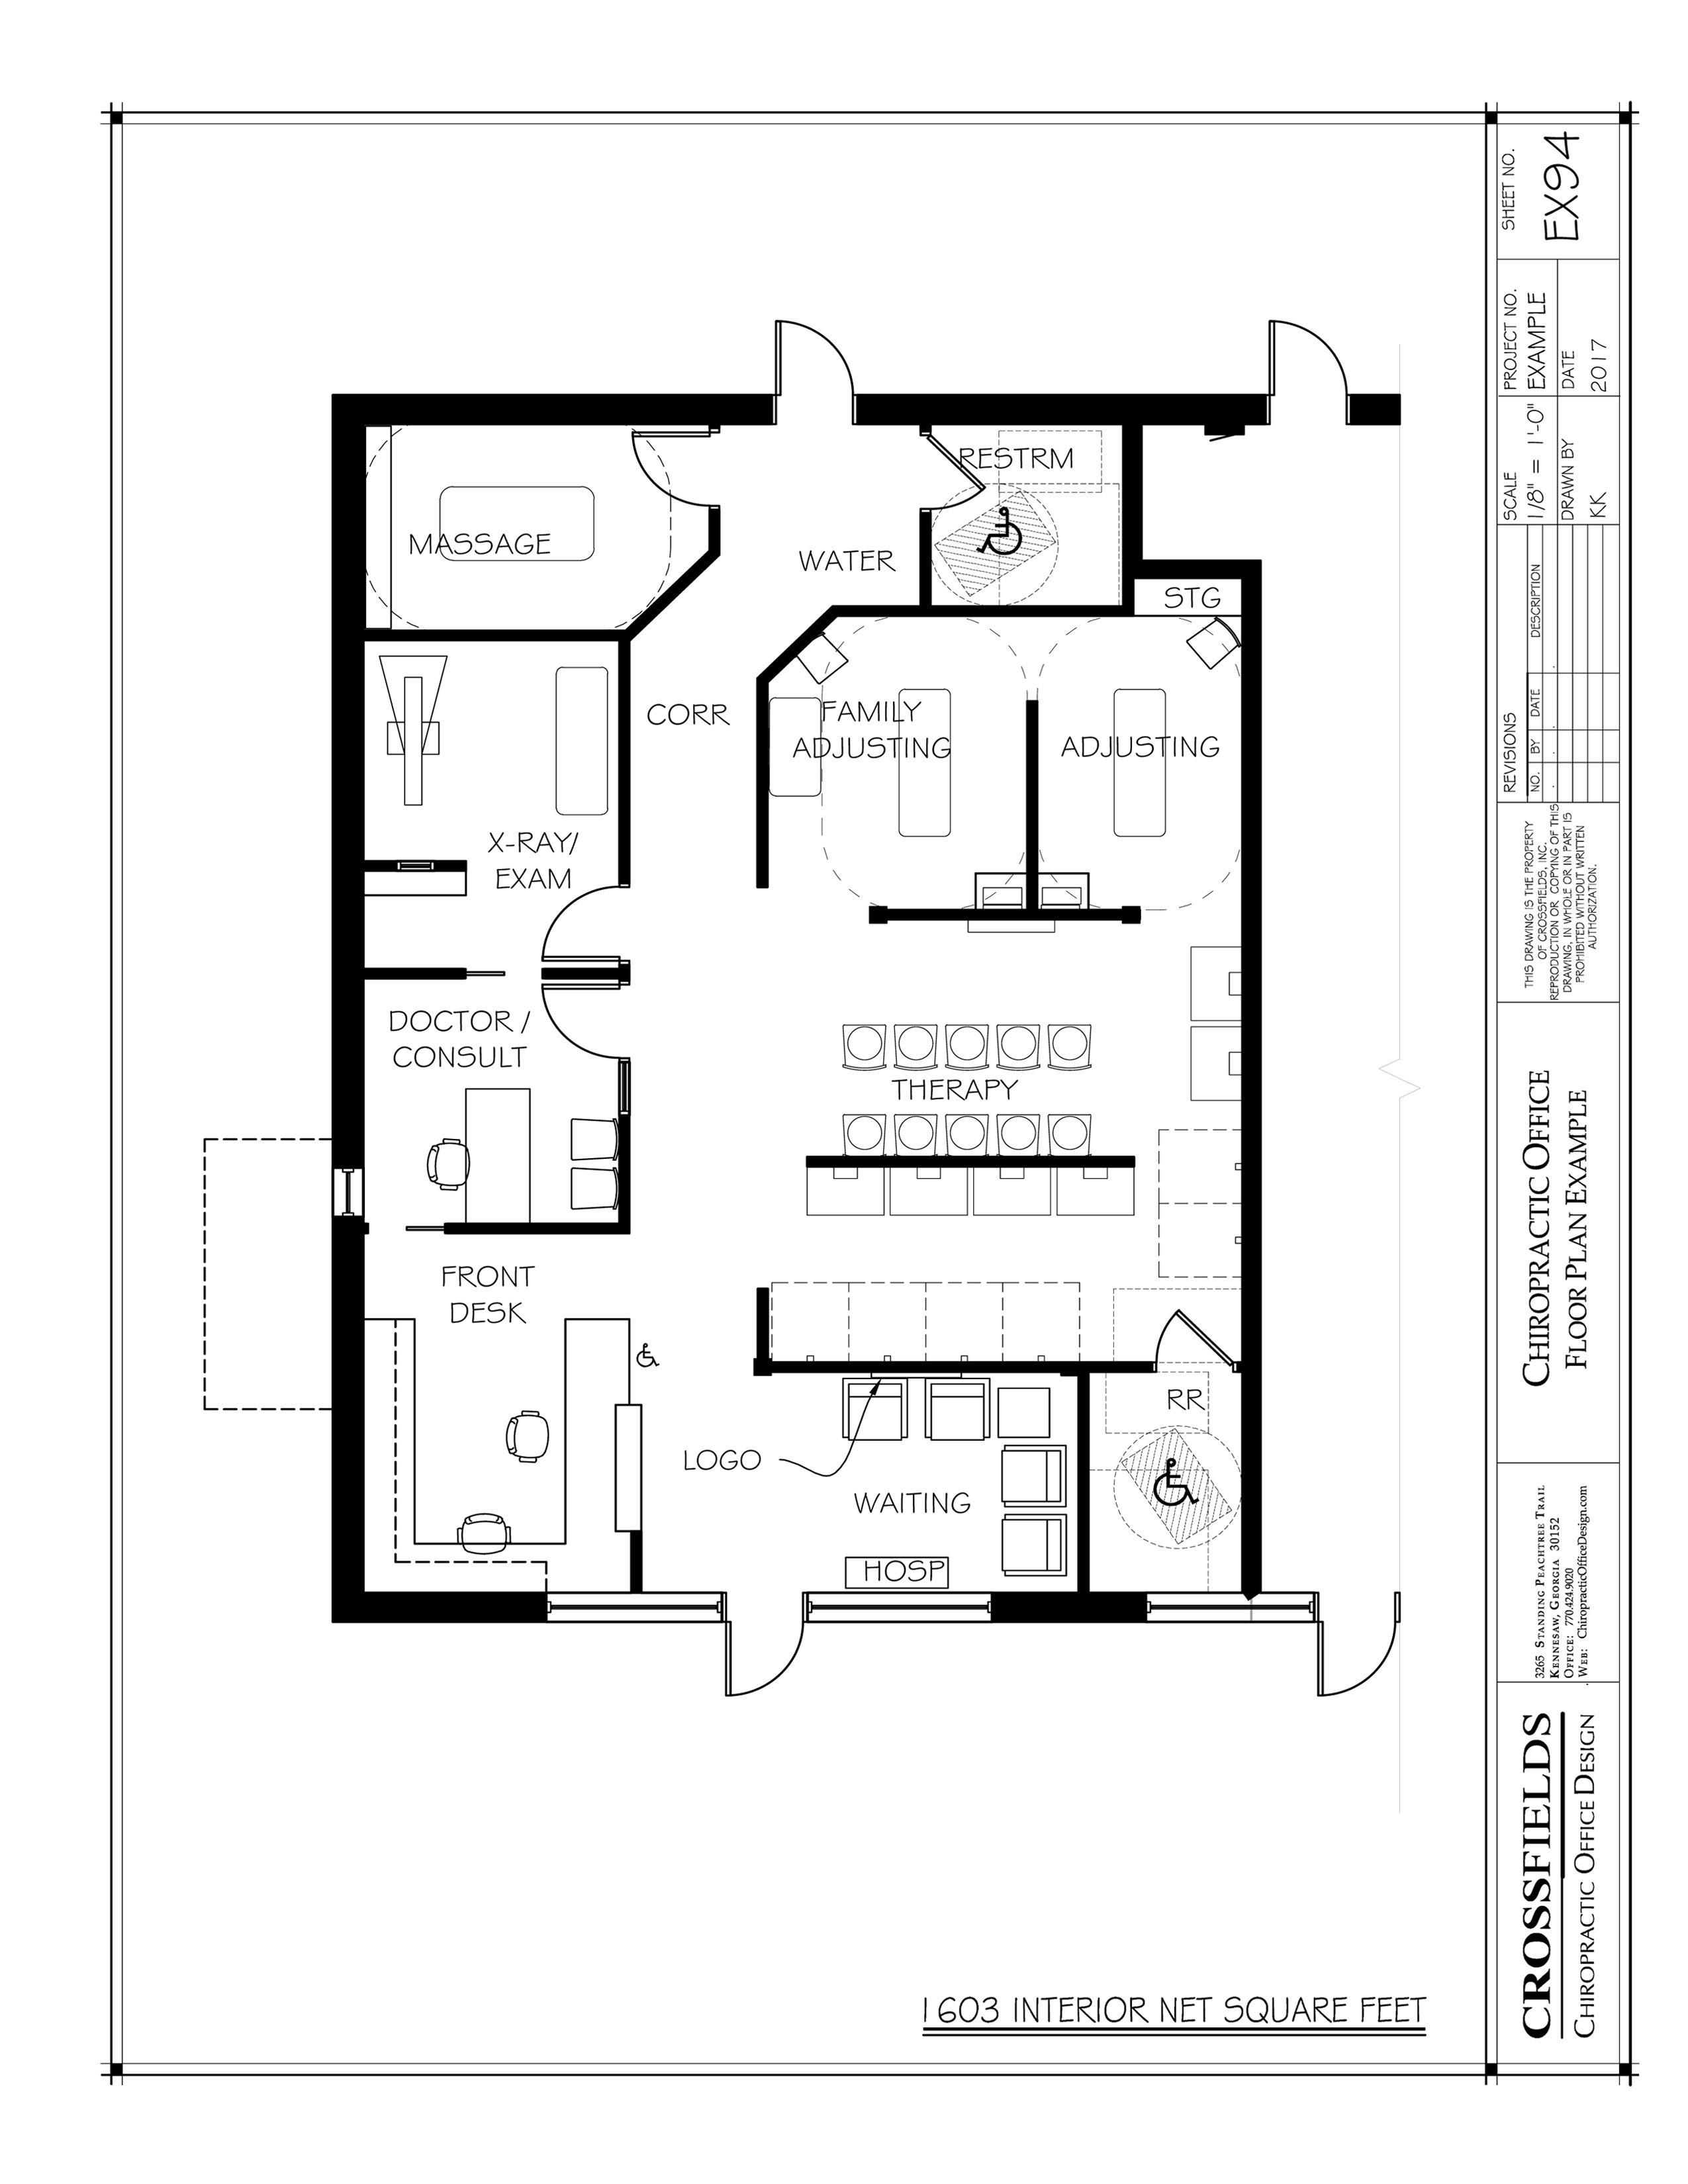 RESTRM
MASSAGE
WATER
STG
CORR
FAMILY
ADJUSTING
ADJUSTING
X-RAY/
EXAM
DOCTOR /
CONSULT
THERAPY
FRONT
DESK
RR
LOGO
WAITING
HOSP
1603 INTERIOR NET SQUARE FEET
SHEET NO.
EX94
PROJECT NO.
EXAMPLE
DATE
2017
SCALE
1/8" = 1'-0"
DRAWN BY
KK
REVISIONS
NO. BY DATE DESCRIPTION
THIS DRAWING IS THE PROPERTY
OF CROSSFIELDS, INC.
REPRODUCTION OR COPYING OF THIS
DRAWING, IN WHOLE OR IN PART IS
PROHIBITED WITHOUT WRITTEN
AUTHORIZATION.
CHIROPRACTIC OFFICE
FLOOR PLAN EXAMPLE
3265 STANDING PEACHTREE TRAIL
KENNESAW, GEORGIA 30152
OFFICE: 770.424.9020
WEB: ChiropracticOfficeDesign.com
CROSSFIELDS
CHIROPRACTIC OFFICE DESIGN